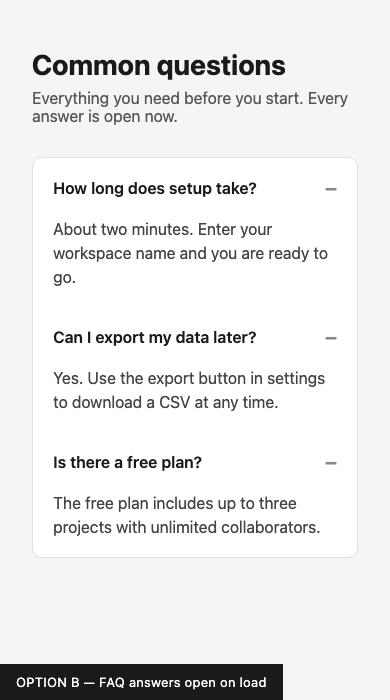 Common questions
Everything you need before you start. Every
answer is open now.
How long does setup take?
About two minutes. Enter your
workspace name and you are ready to
go.
Can I export my data later?
Yes. Use the export button in settings
to download a CSV at any time.
Is there a free plan?
The free plan includes up to three
projects with unlimited collaborators.
OPTION B — FAQ answers open on load